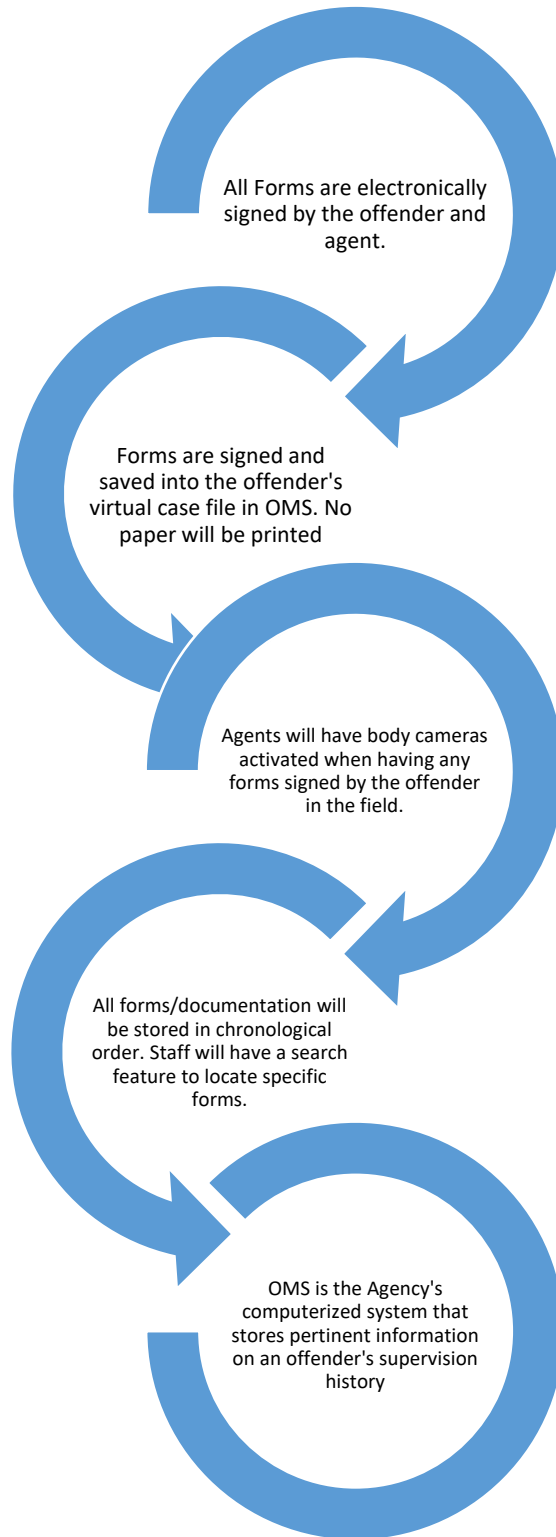 All Forms are electronically
signed by the offender and
agent.
Forms are signed and
saved into the offender's
virtual case file in OMS. No
paper will be printed
Agents will have body cameras
activated when having any
forms signed by the offender
in the field.
All forms/documentation will
be stored in chronological
order. Staff will have a search
feature to locate specific
forms.
OMS is the Agency's
computerized system that
stores pertinent information
on an offender's supervision
history